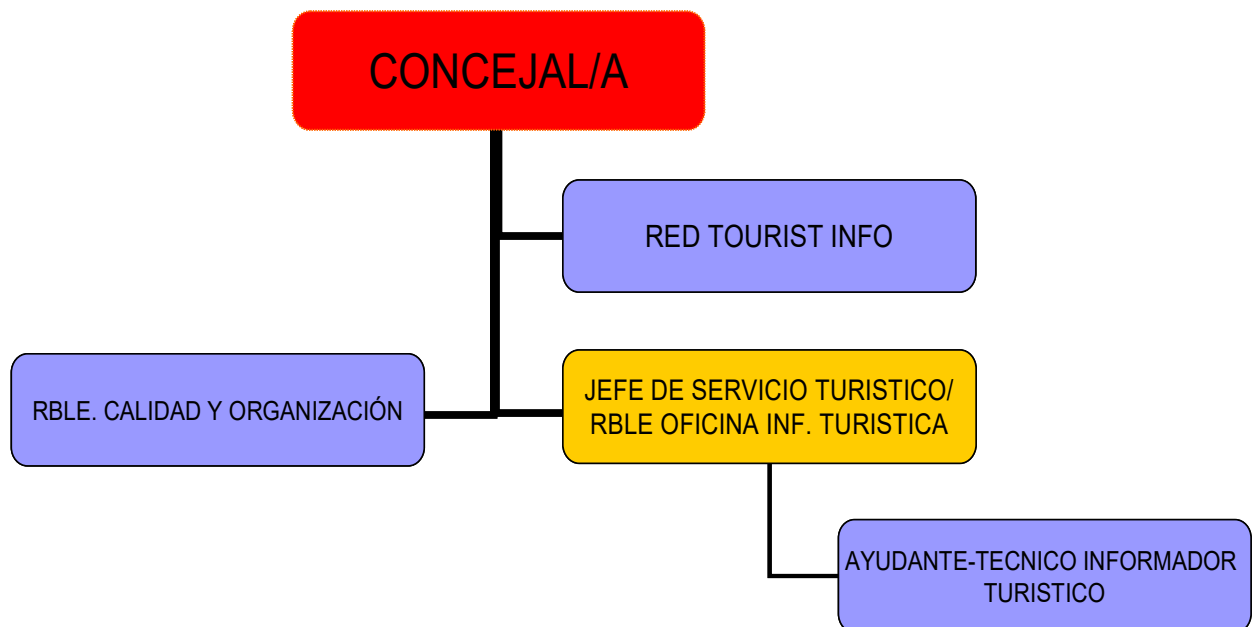 CONCEJAL/A
RED TOURIST INFO
RBLE. CALIDAD Y ORGANIZACIÓN
JEFE DE SERVICIO TURISTICO/
RBLE OFICINA INF. TURISTICA
AYUDANTE-TECNICO INFORMADOR
TURISTICO